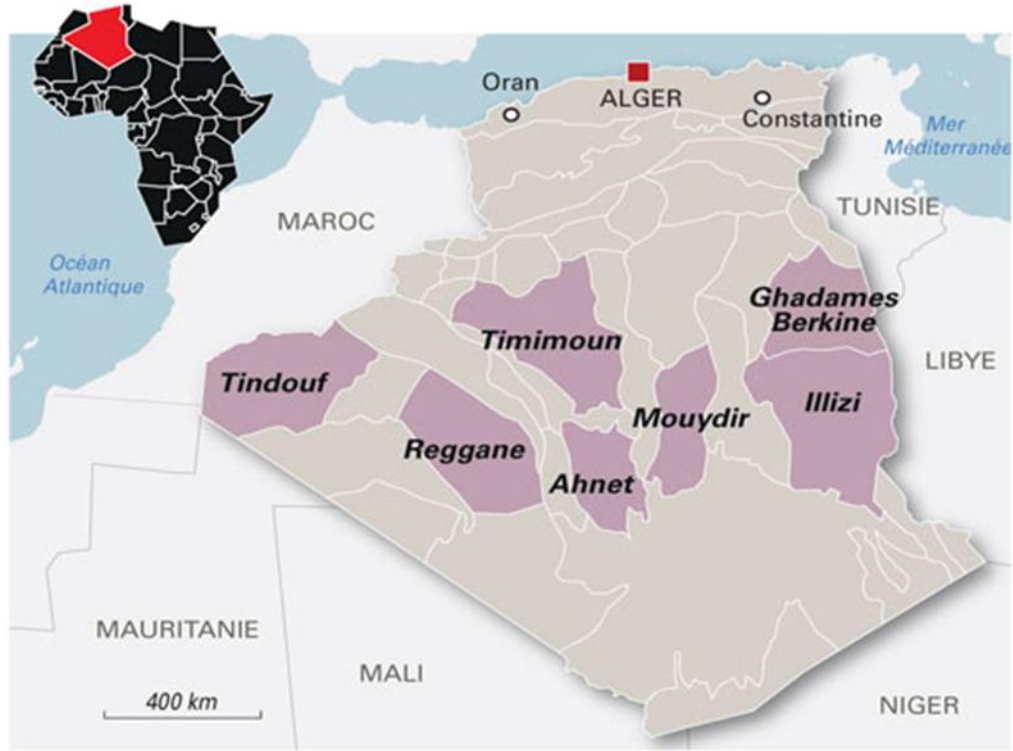 Oran
ALGER
Constantine
Mer
Méditerranée
MAROC
TUNISIE
Océan
Atlantique
Ghadames
Berkine
Timimoun
LIBYE
Tindouf
Illizi
Mouydir
Reggane
Ahnet
MAURITANIE
MALI
400 km
NIGER